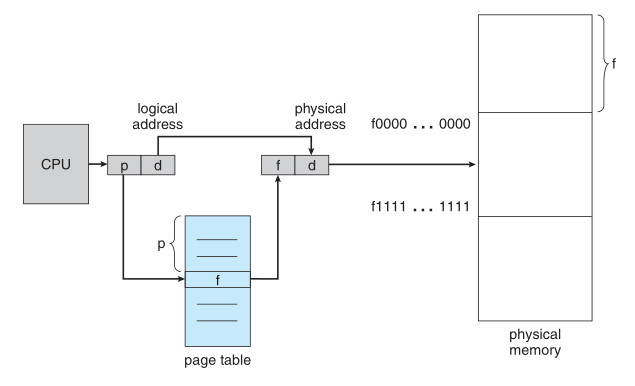 f
logical
address
physical
address
f0000 ... 0000
CPU
p
d
f
d
f1111 ... 1111
p
f
page table
physical
memory